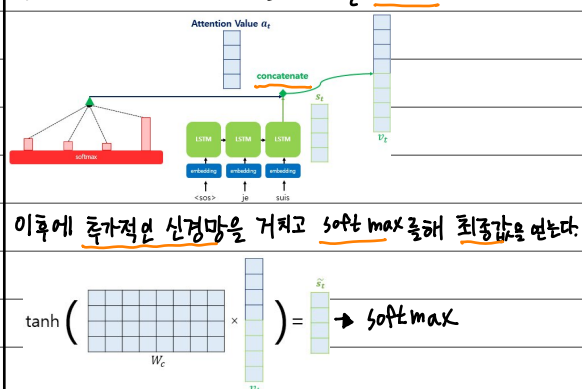 Attention Value a_t
concatenate
s_t
v_t
LSTM LSTM LSTM
softmax
embedding embedding embedding
<sos> je suis
이후에 추가적인 신경망을 거치고 softmax를해 최종값을 얻는다.
tanh ( × ) = s̃_t → softmax
W_c